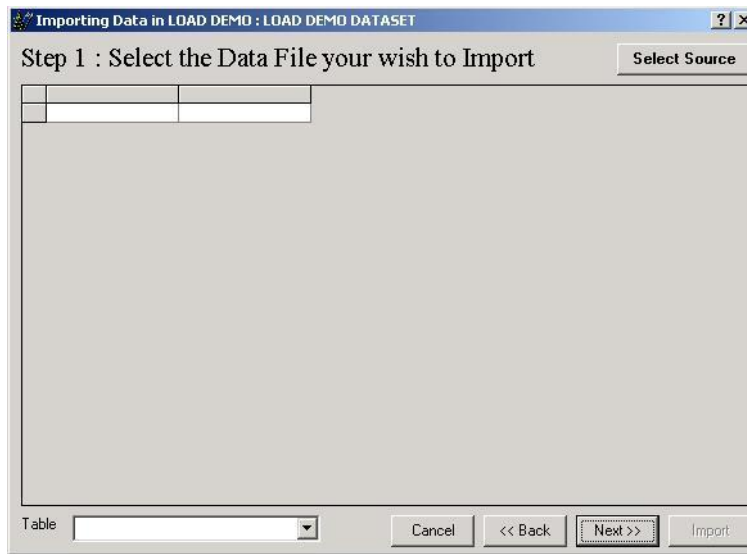 Importing Data in LOAD DEMO : LOAD DEMO DATASET
Step 1 : Select the Data File your wish to Import
Select Source
Table
Cancel
<< Back
Next >>
Import